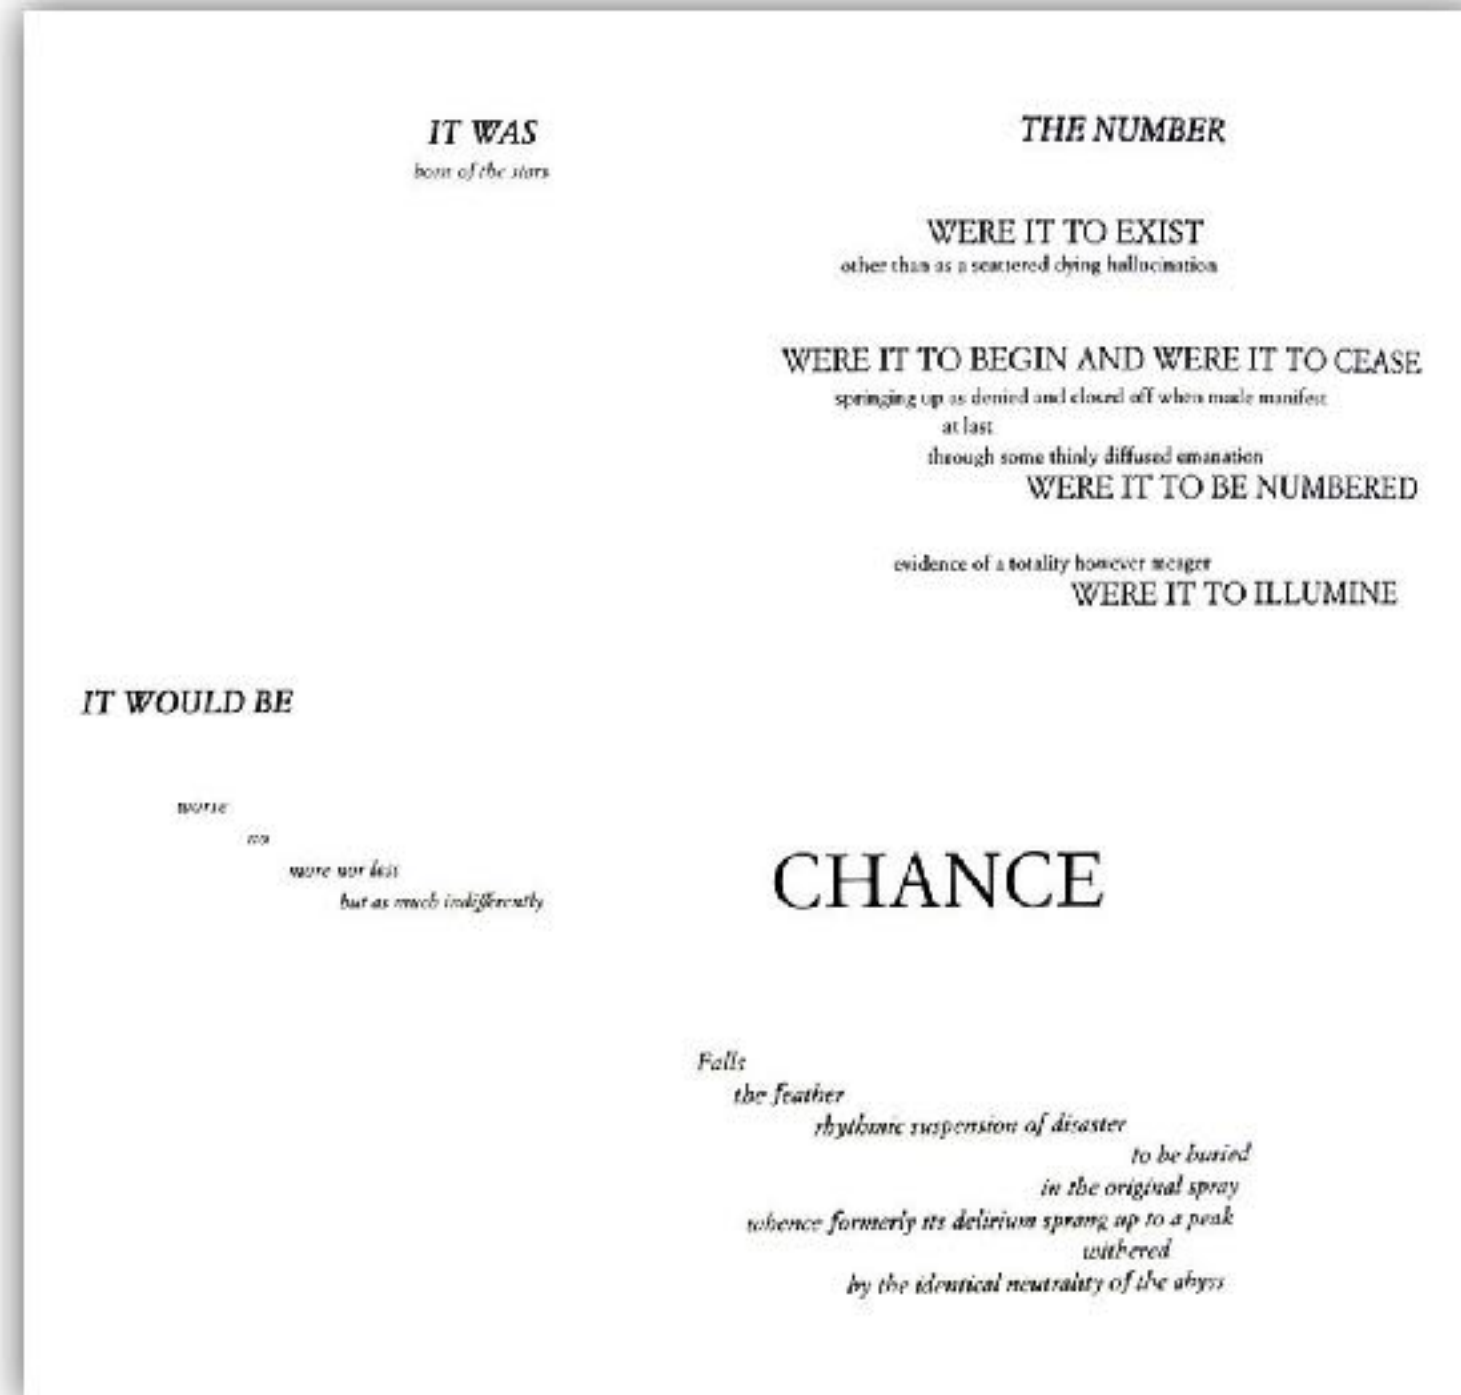 IT WAS
born of the stars
THE NUMBER
WERE IT TO EXIST
other than as a scattered dying hallucination
WERE IT TO BEGIN AND WERE IT TO CEASE
springing up as denied and closed off when made manifest
at last
through some thinly diffused emanation
WERE IT TO BE NUMBERED
evidence of a totality however meager
WERE IT TO ILLUMINE
IT WOULD BE
worse
no
more nor less
but as much indifferently
CHANCE
Falls
the feather
rhythmic suspension of disaster
to be buried
in the original spray
whence formerly its delirium sprang up to a peak
withered
by the identical neutrality of the abyss